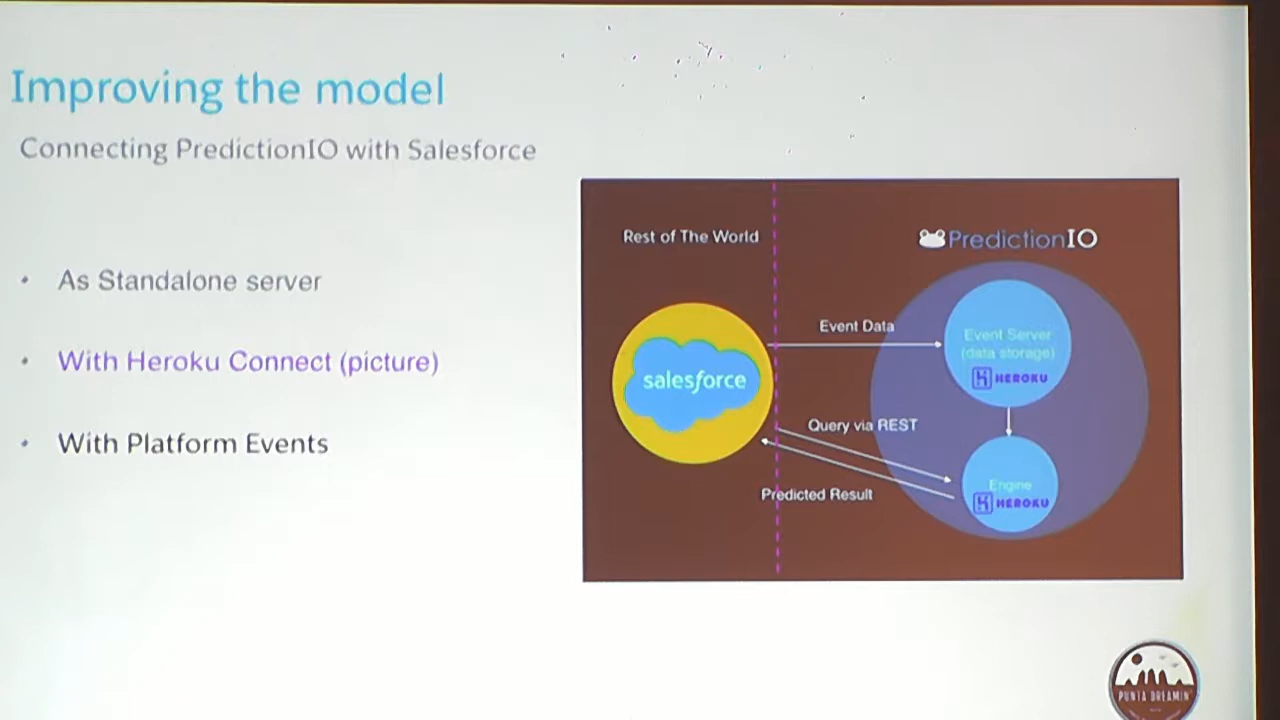 Improving the model
Connecting PredictionIO with Salesforce
• As Standalone server
• With Heroku Connect (picture)
• With Platform Events
Rest of The World
PredictionIO
salesforce
Event Data
Event Server
(data storage)
HEROKU
Query via REST
Predicted Result
Engine
HEROKU
PUNTA DREAMIN'